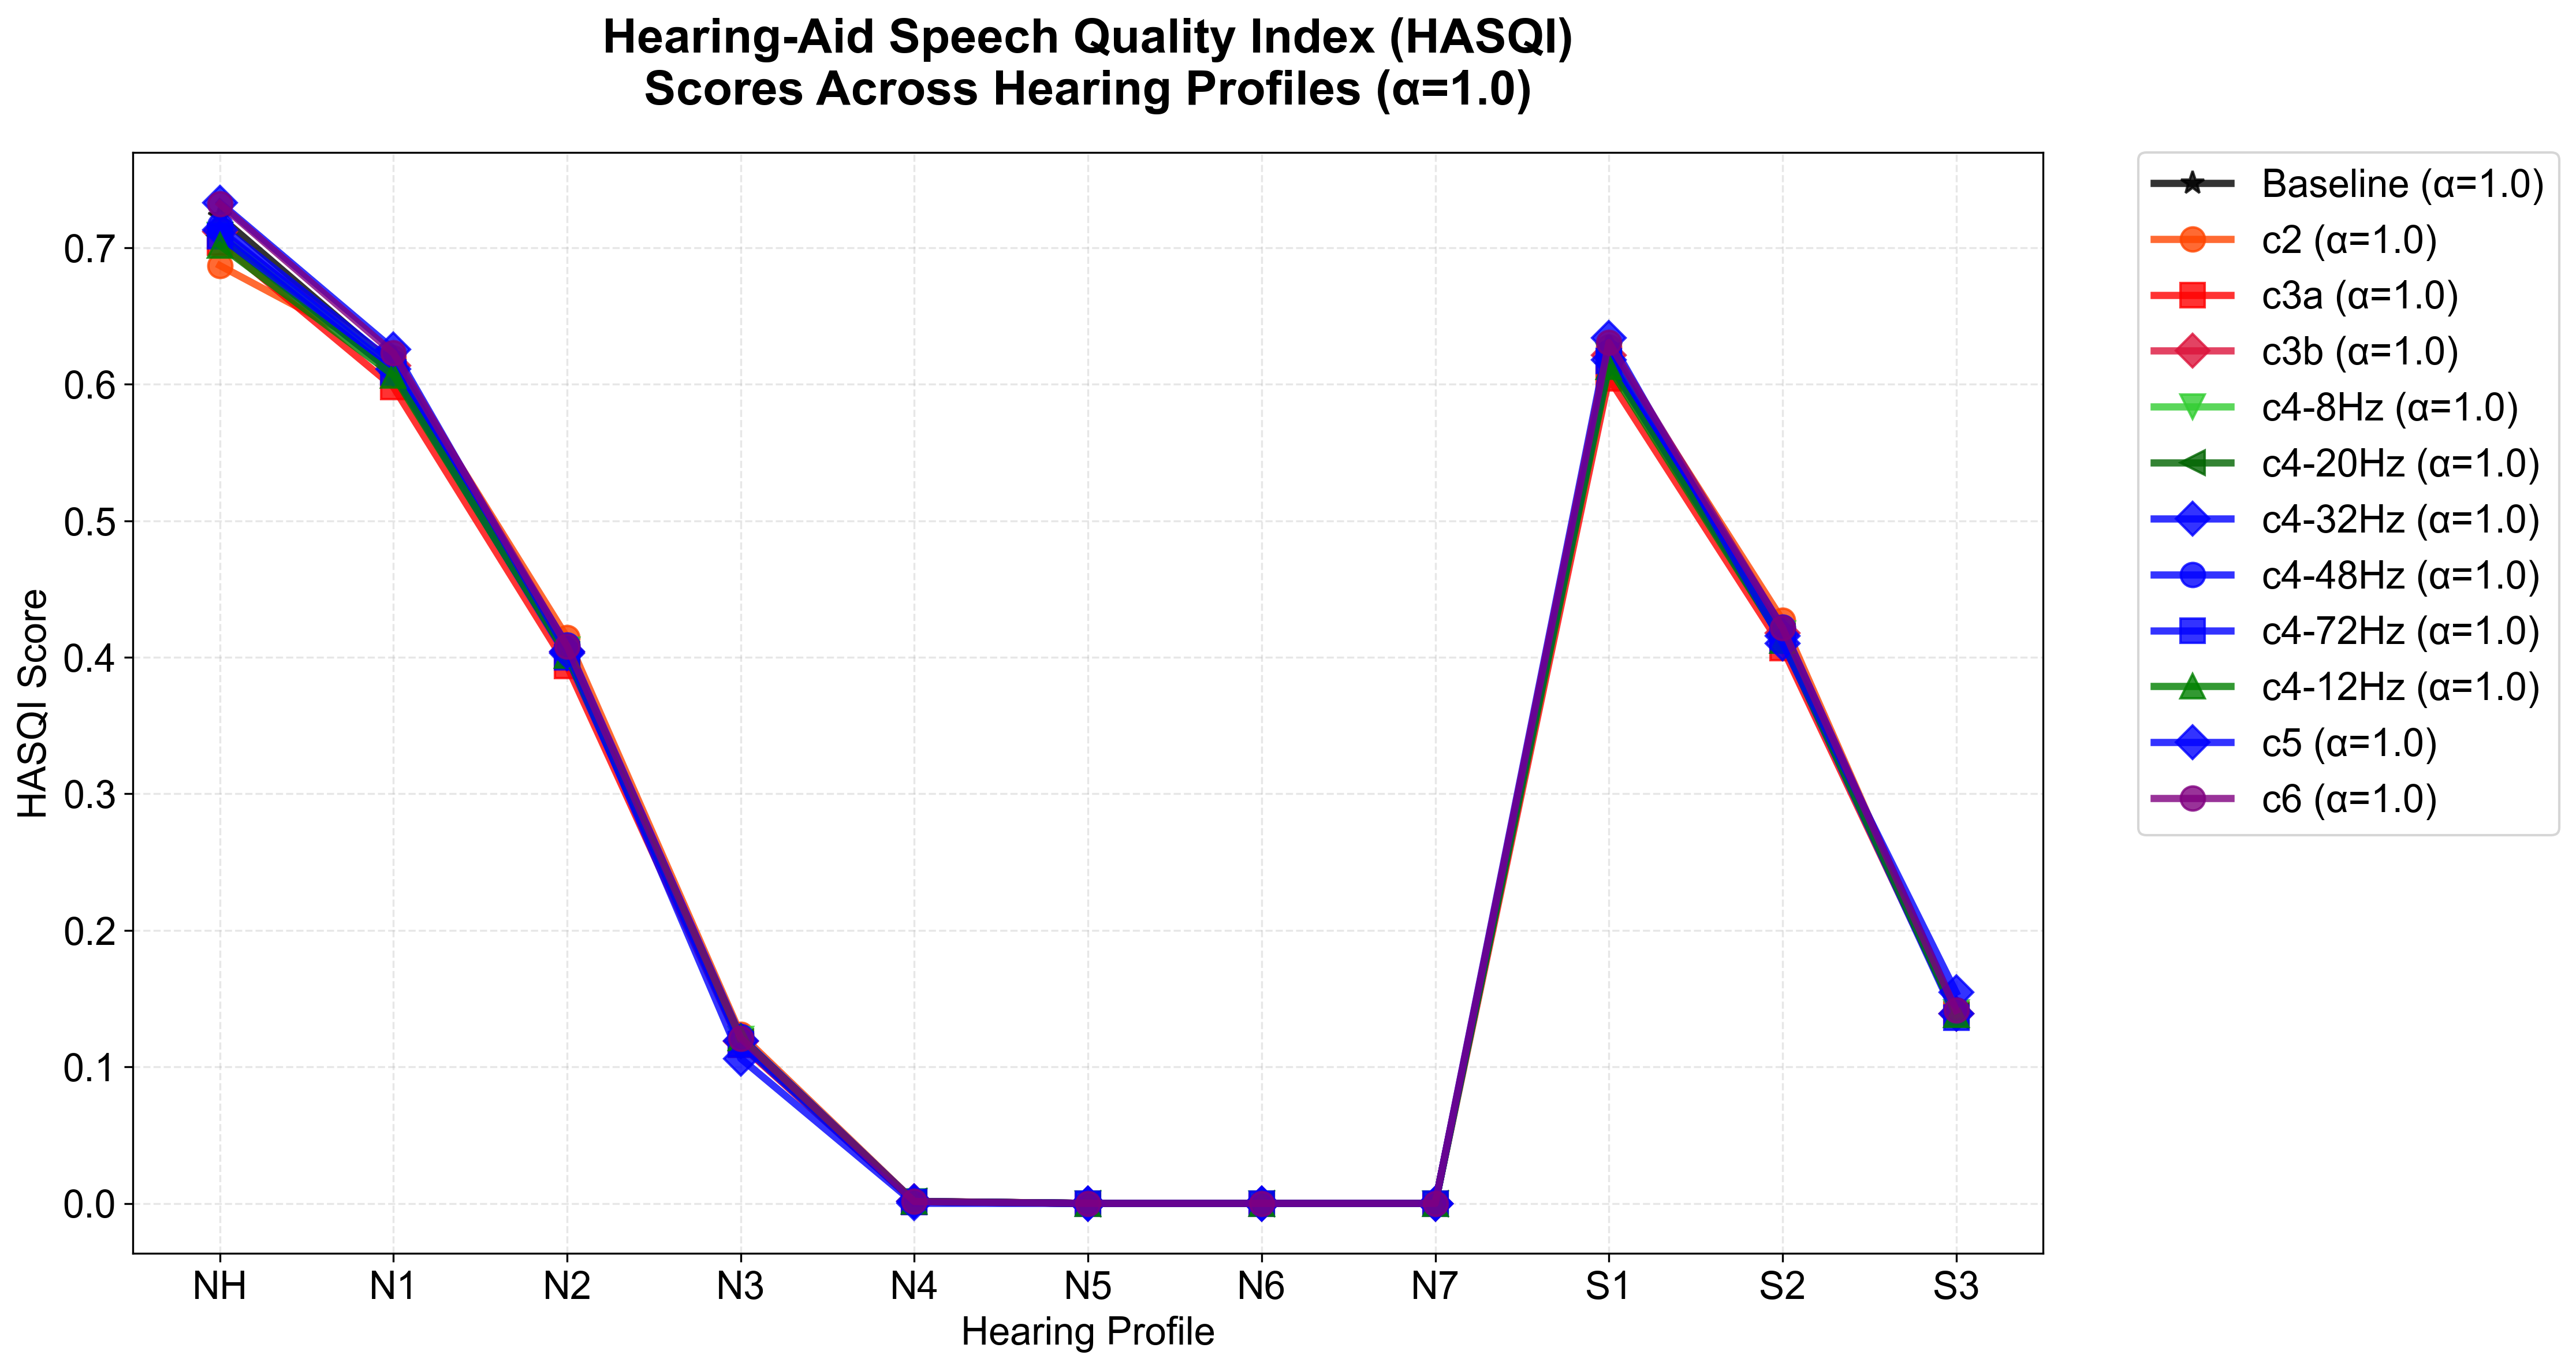 Hearing-Aid Speech Quality Index (HASQI)
Scores Across Hearing Profiles (α=1.0)
HASQI Score
0.7
0.6
0.5
0.4
0.3
0.2
0.1
0.0
NH N1 N2 N3 N4 N5 N6 N7 S1 S2 S3
Hearing Profile
Baseline (α=1.0)
c2 (α=1.0)
c3a (α=1.0)
c3b (α=1.0)
c4-8Hz (α=1.0)
c4-20Hz (α=1.0)
c4-32Hz (α=1.0)
c4-48Hz (α=1.0)
c4-72Hz (α=1.0)
c4-12Hz (α=1.0)
c5 (α=1.0)
c6 (α=1.0)